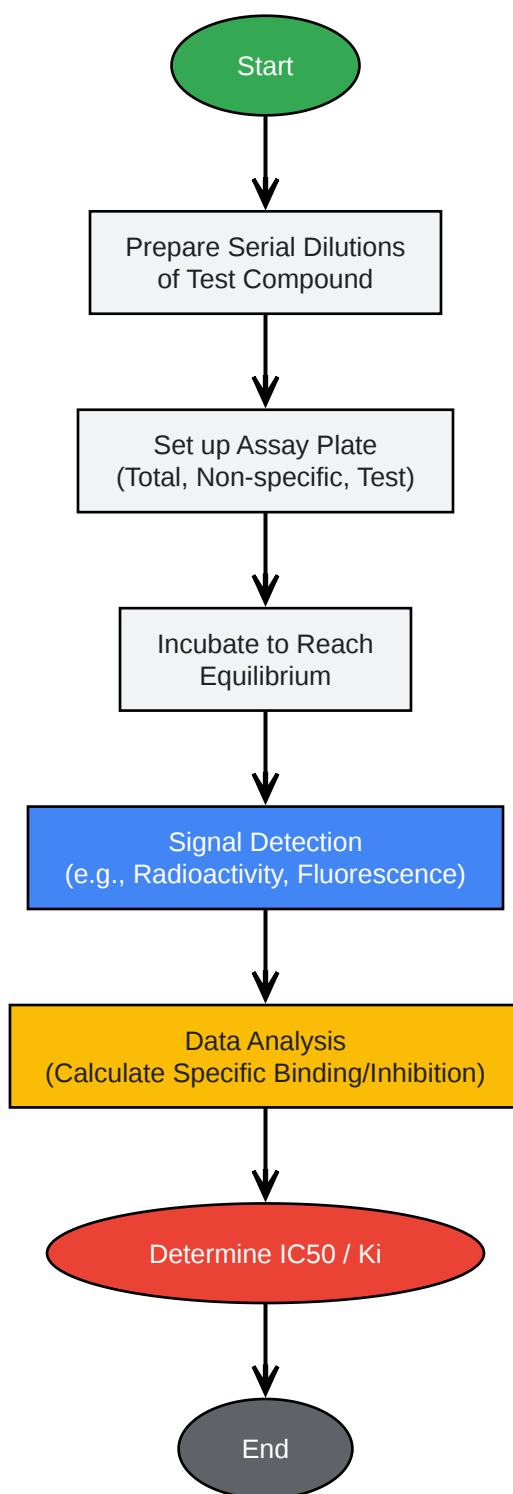 Start
Prepare Serial Dilutions
of Test Compound
Set up Assay Plate
(Total, Non-specific, Test)
Incubate to Reach
Equilibrium
Signal Detection
(e.g., Radioactivity, Fluorescence)
Data Analysis
(Calculate Specific Binding/Inhibition)
Determine IC50 / Ki
End